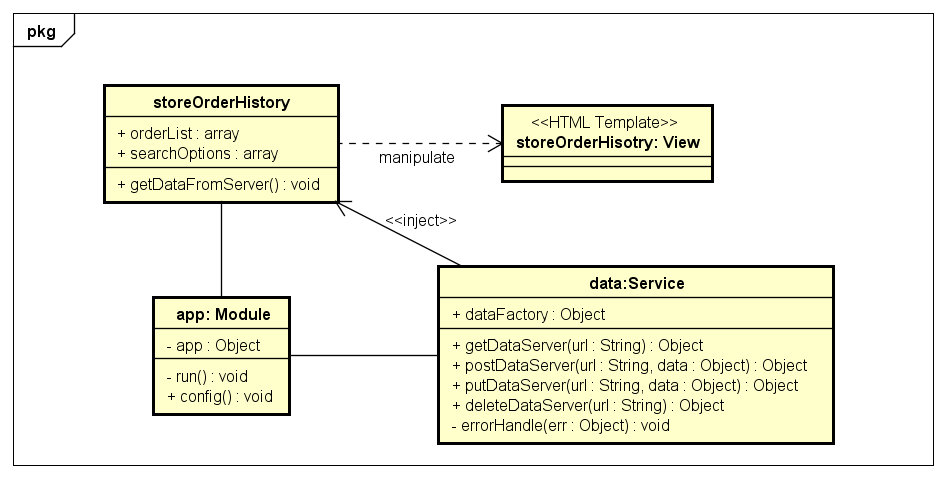 pkg
storeOrderHistory
+ orderList : array
+ searchOptions : array
+ getDataFromServer() : void
manipulate
<<HTML Template>>
storeOrderHisotry: View
<<inject>>
app: Module
- app : Object
- run() : void
+ config() : void
data:Service
+ dataFactory : Object
+ getDataServer(url : String) : Object
+ postDataServer(url : String, data : Object) : Object
+ putDataServer(url : String, data : Object) : Object
+ deleteDataServer(url : String) : Object
- errorHandle(err : Object) : void